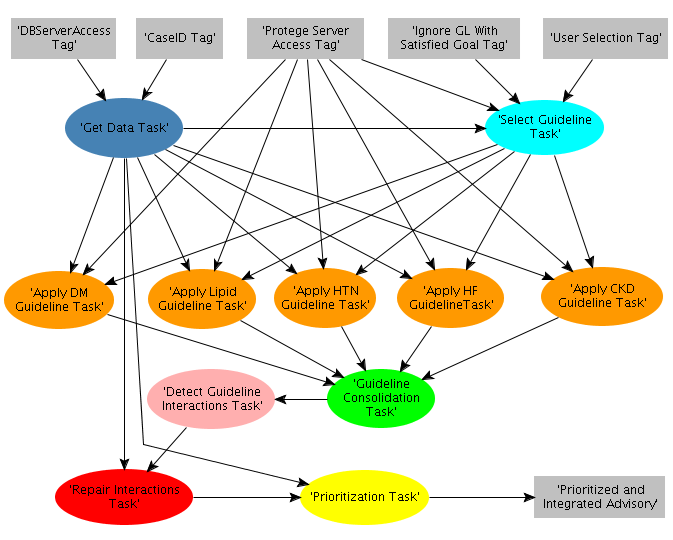 'DBServerAccess
Tag'
'CaseID Tag'
'Protege Server
Access Tag'
'Ignore GL With
Satisfied Goal Tag'
'User Selection Tag'
'Get Data Task'
'Select Guideline
Task'
'Apply DM
Guideline Task'
'Apply Lipid
Guideline Task'
'Apply HTN
Guideline Task'
'Apply HF
GuidelineTask'
'Apply CKD
Guideline Task'
'Detect Guideline
Interactions Task'
'Guideline
Consolidation
Task'
'Repair Interactions
Task'
'Prioritization Task'
'Prioritized and
Integrated Advisory'